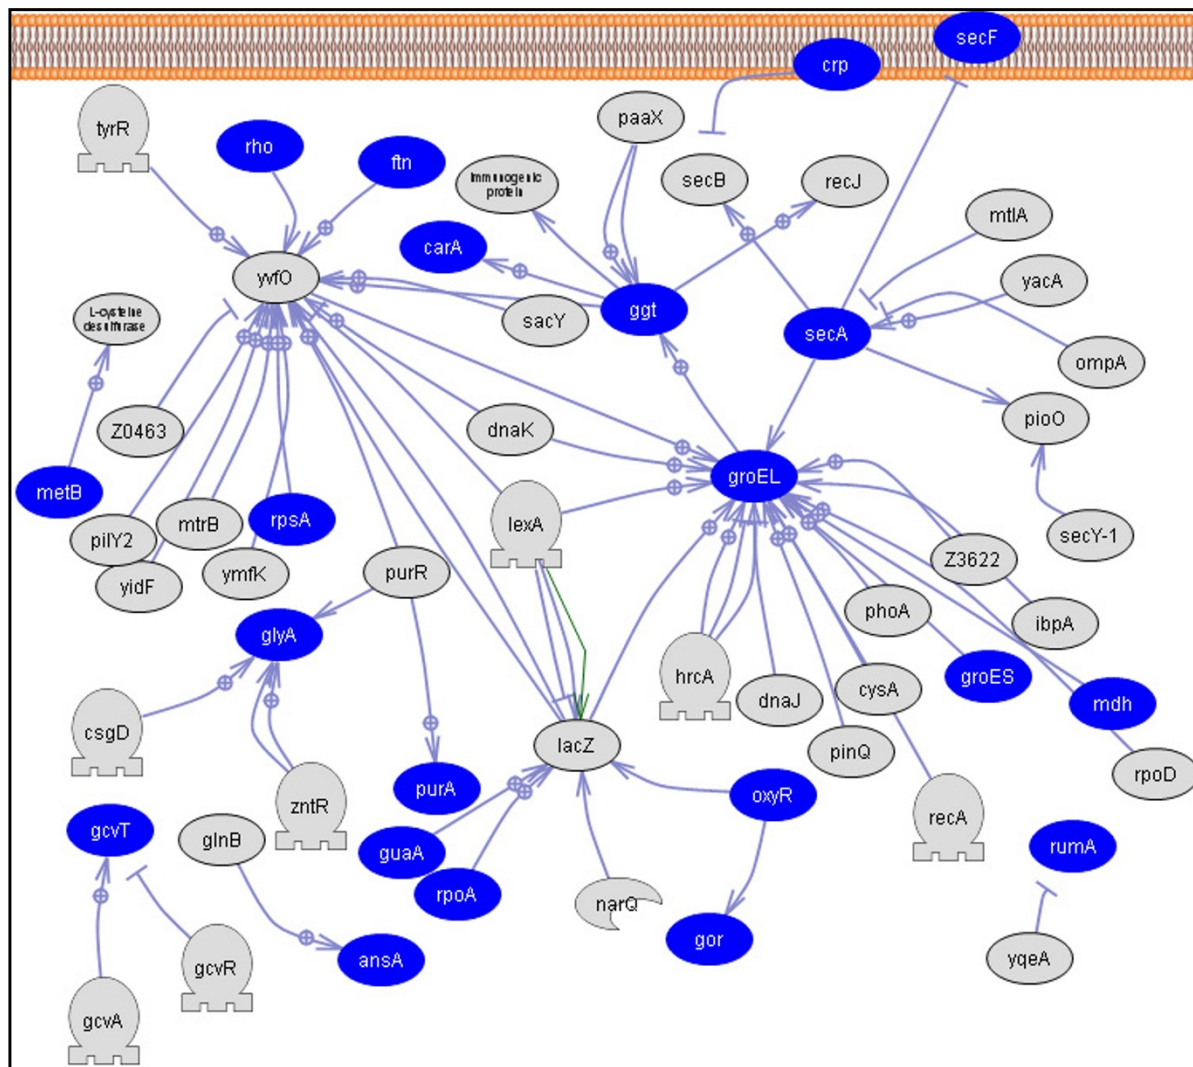 secF
crp
tyrR
rho
ftn
paaX
Immunogenic
protein
secB
recJ
carA
mtlA
yvfO
yacA
L-cysteine
desulfurase
sacY
ggt
secA
ompA
Z0463
dnaK
pioO
metB
groEL
rpsA
lexA
mtrB
pilY2
secY-1
yidF
ymfK
purR
Z3622
phoA
ibpA
glyA
hrcA
groES
cysA
dnaJ
mdh
csgD
lacZ
pinQ
rpoD
zntR
purA
oxyR
recA
gcvT
glnB
guaA
rumA
rpoA
narQ
gor
ansA
yqeA
gcvR
gcvA